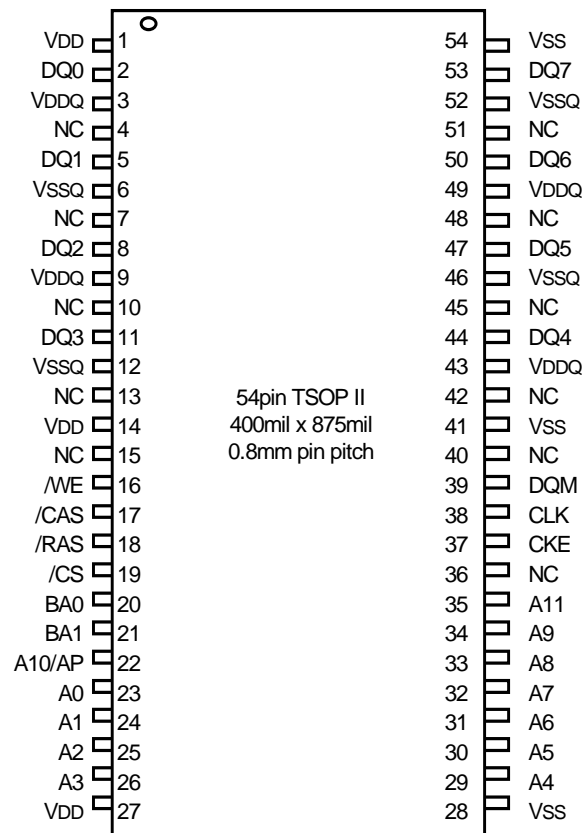 VDD 1 54 VSS
DQ0 2 53 DQ7
VDDQ 3 52 VSSQ
NC 4 51 NC
DQ1 5 50 DQ6
VSSQ 6 49 VDDQ
NC 7 48 NC
DQ2 8 47 DQ5
VDDQ 9 46 VSSQ
NC 10 45 NC
DQ3 11 44 DQ4
VSSQ 12 43 VDDQ
NC 13 42 NC
VDD 14 41 VSS
NC 15 40 NC
/WE 16 39 DQM
/CAS 17 38 CLK
/RAS 18 37 CKE
/CS 19 36 NC
BA0 20 35 A11
BA1 21 34 A9
A10/AP 22 33 A8
A0 23 32 A7
A1 24 31 A6
A2 25 30 A5
A3 26 29 A4
VDD 27 28 VSS
54pin TSOP II
400mil x 875mil
0.8mm pin pitch